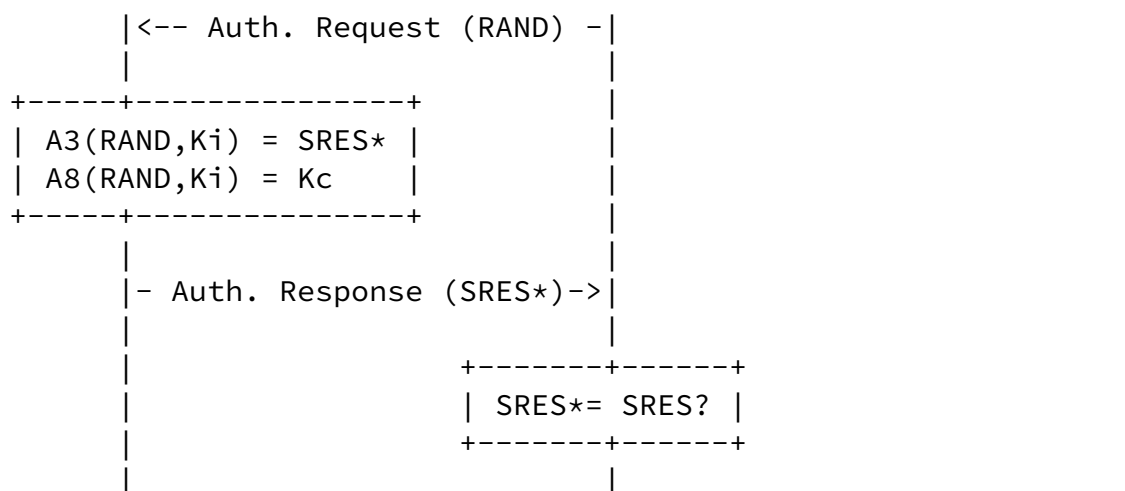 |<-- Auth. Request (RAND) -|
| |
+-----+---------------+ |
| A3(RAND,Ki) = SRES* | |
| A8(RAND,Ki) = Kc | |
+-----+---------------+ |
| |
|- Auth. Response (SRES*)->|
| |
| +-------+------+
| | SRES*= SRES? |
| +-------+------+
| |